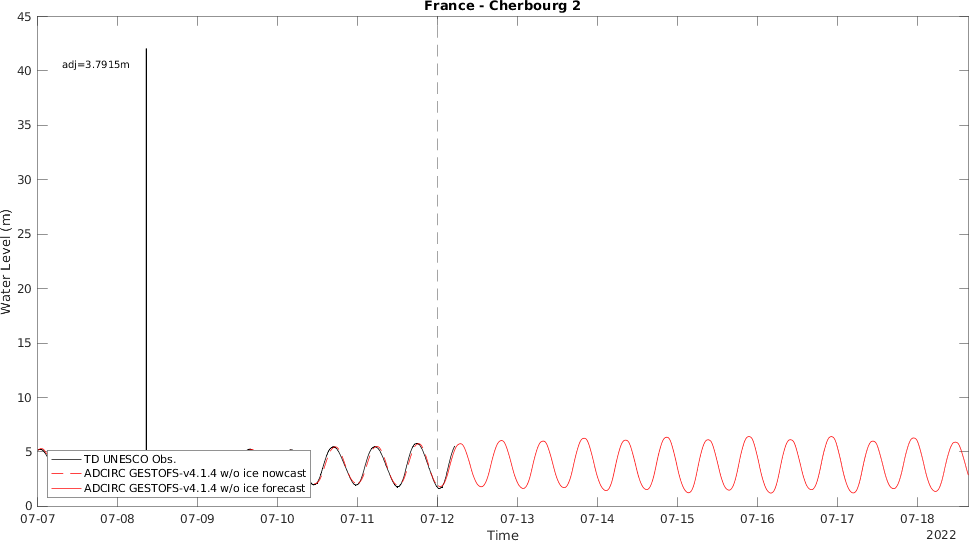 France - Cherbourg 2
45
40
35
30
25
20
15
10
5
0
Water Level (m)
adj=3.7915m
TD UNESCO Obs.
ADCIRC GESTOFS-v4.1.4 w/o ice nowcast
ADCIRC GESTOFS-v4.1.4 w/o ice forecast
07-07 07-08 07-09 07-10 07-11 07-12 07-13 07-14 07-15 07-16 07-17 07-18
Time
2022